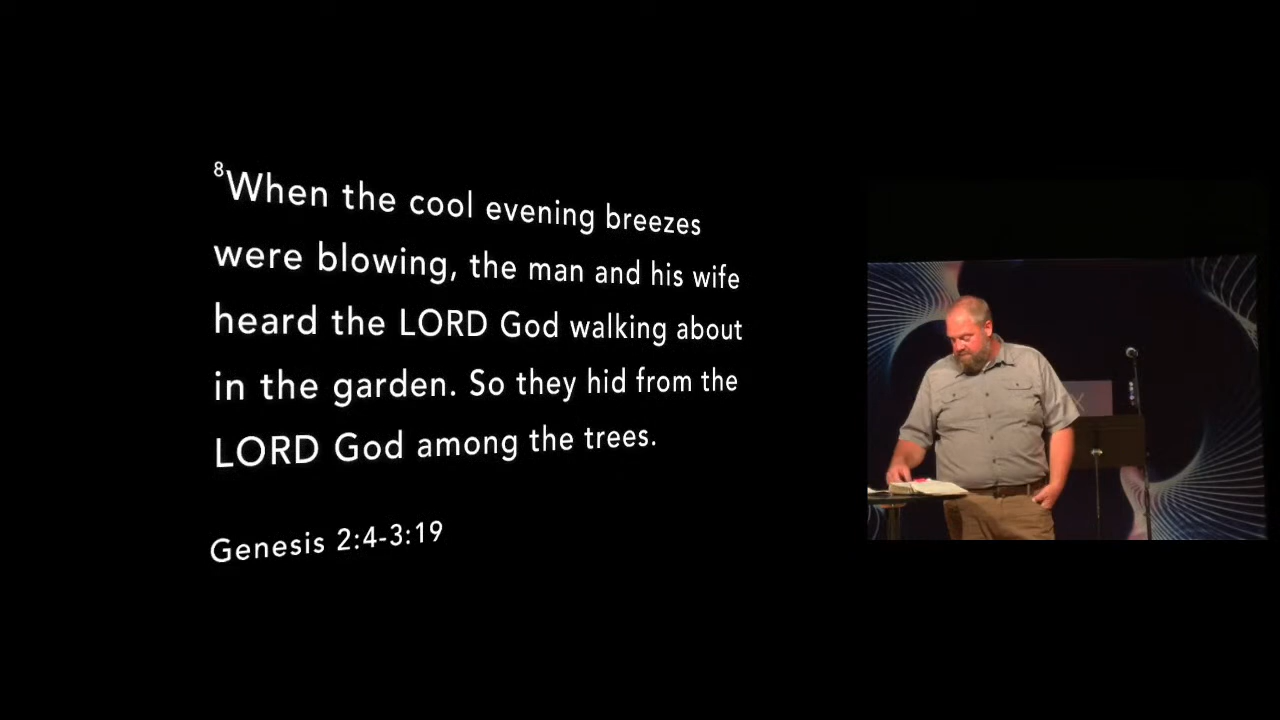 ⁸When the cool evening breezes
were blowing, the man and his wife
heard the LORD God walking about
in the garden. So they hid from the
LORD God among the trees.
Genesis 2:4-3:19